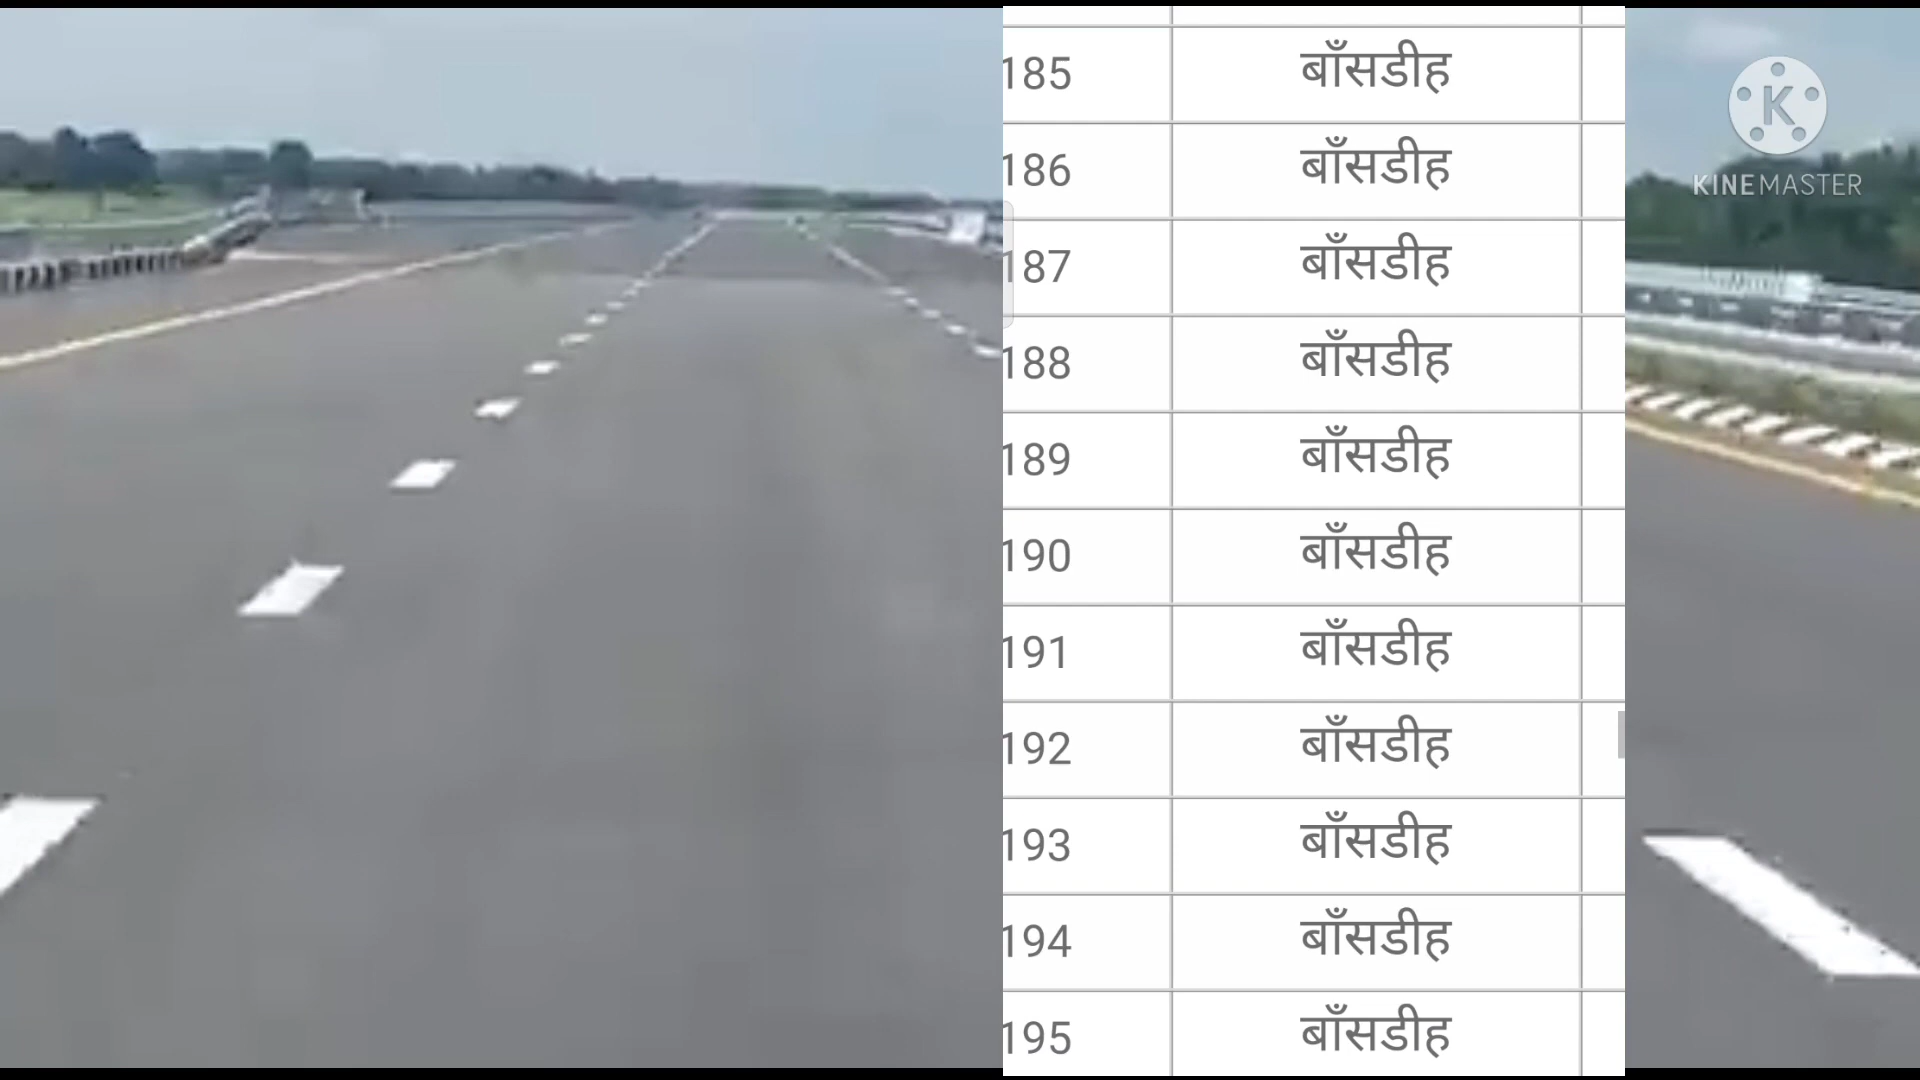 185 बाँसडीह
186 बाँसडीह
187 बाँसडीह
188 बाँसडीह
189 बाँसडीह
190 बाँसडीह
191 बाँसडीह
192 बाँसडीह
193 बाँसडीह
194 बाँसडीह
195 बाँसडीह
K
KINEMASTER